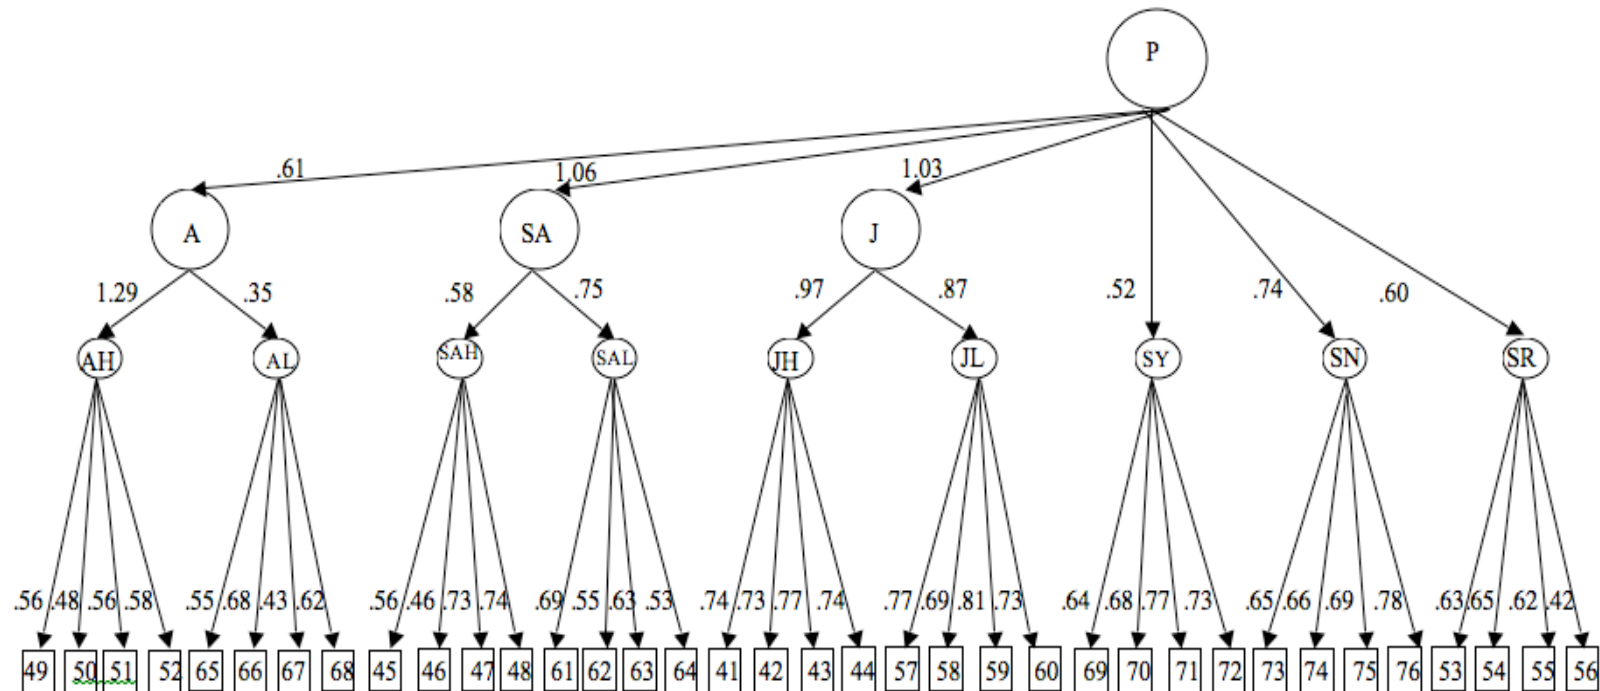 P
.61 1.06 1.03
A SA J
1.29 .35 .58 .75 .97 .87 .52 .74 .60
AH AL SAH SAL JH JL SY SN SR
.56 .48 .56 .58 .55 .68 .43 .62 .56 .46 .73 .74 .69 .55 .63 .53 .74 .73 .77 .74 .77 .69 .81 .73 .64 .68 .77 .73 .65 .66 .69 .78 .63 .65 .62 .42
49 50 51 52 65 66 67 68 45 46 47 48 61 62 63 64 41 42 43 44 57 58 59 60 69 70 71 72 73 74 75 76 53 54 55 56